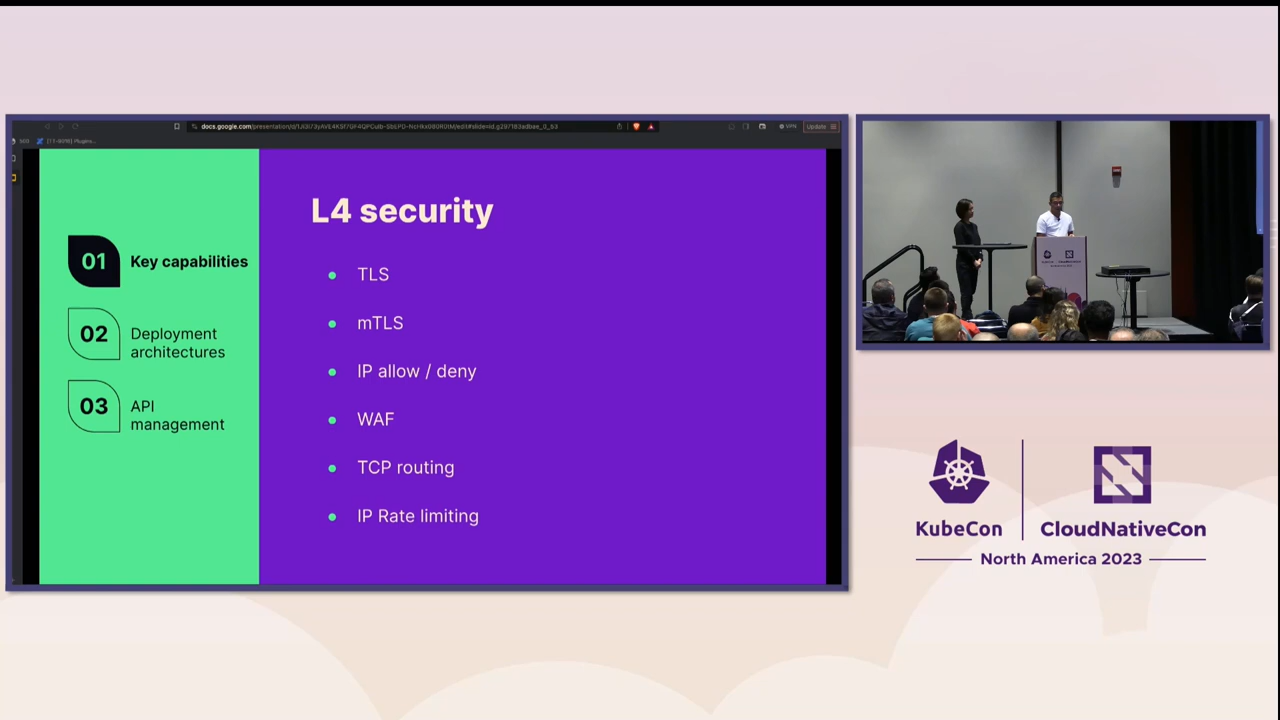 Update
01
Key capabilities
02
Deployment
architectures
03
API
management
L4 security
TLS
mTLS
IP allow / deny
WAF
TCP routing
IP Rate limiting
KubeCon
CloudNativeCon
North America 2023